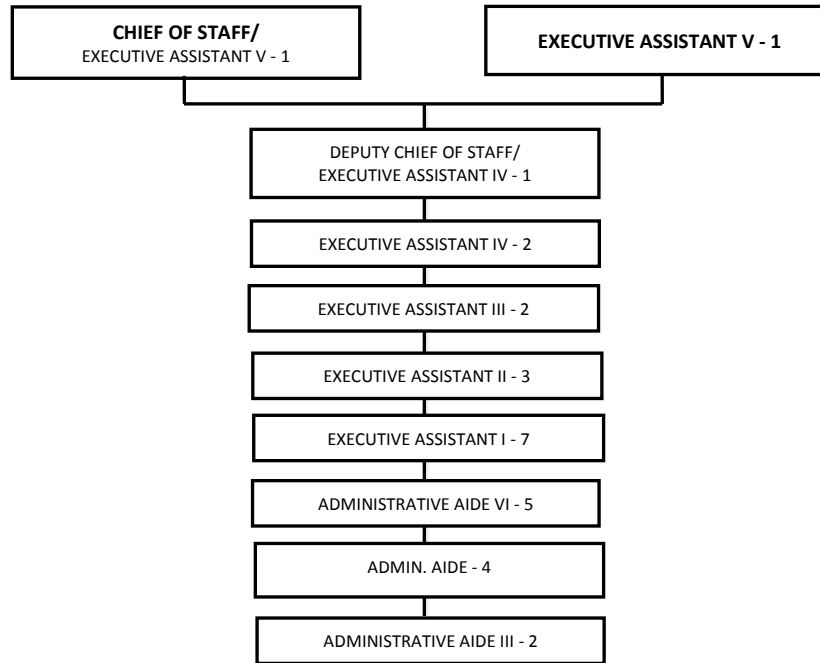 CHIEF OF STAFF/
EXECUTIVE ASSISTANT V - 1
EXECUTIVE ASSISTANT V - 1
DEPUTY CHIEF OF STAFF/
EXECUTIVE ASSISTANT IV - 1
EXECUTIVE ASSISTANT IV - 2
EXECUTIVE ASSISTANT III - 2
EXECUTIVE ASSISTANT II - 3
EXECUTIVE ASSISTANT I - 7
ADMINISTRATIVE AIDE VI - 5
ADMIN. AIDE - 4
ADMINISTRATIVE AIDE III - 2